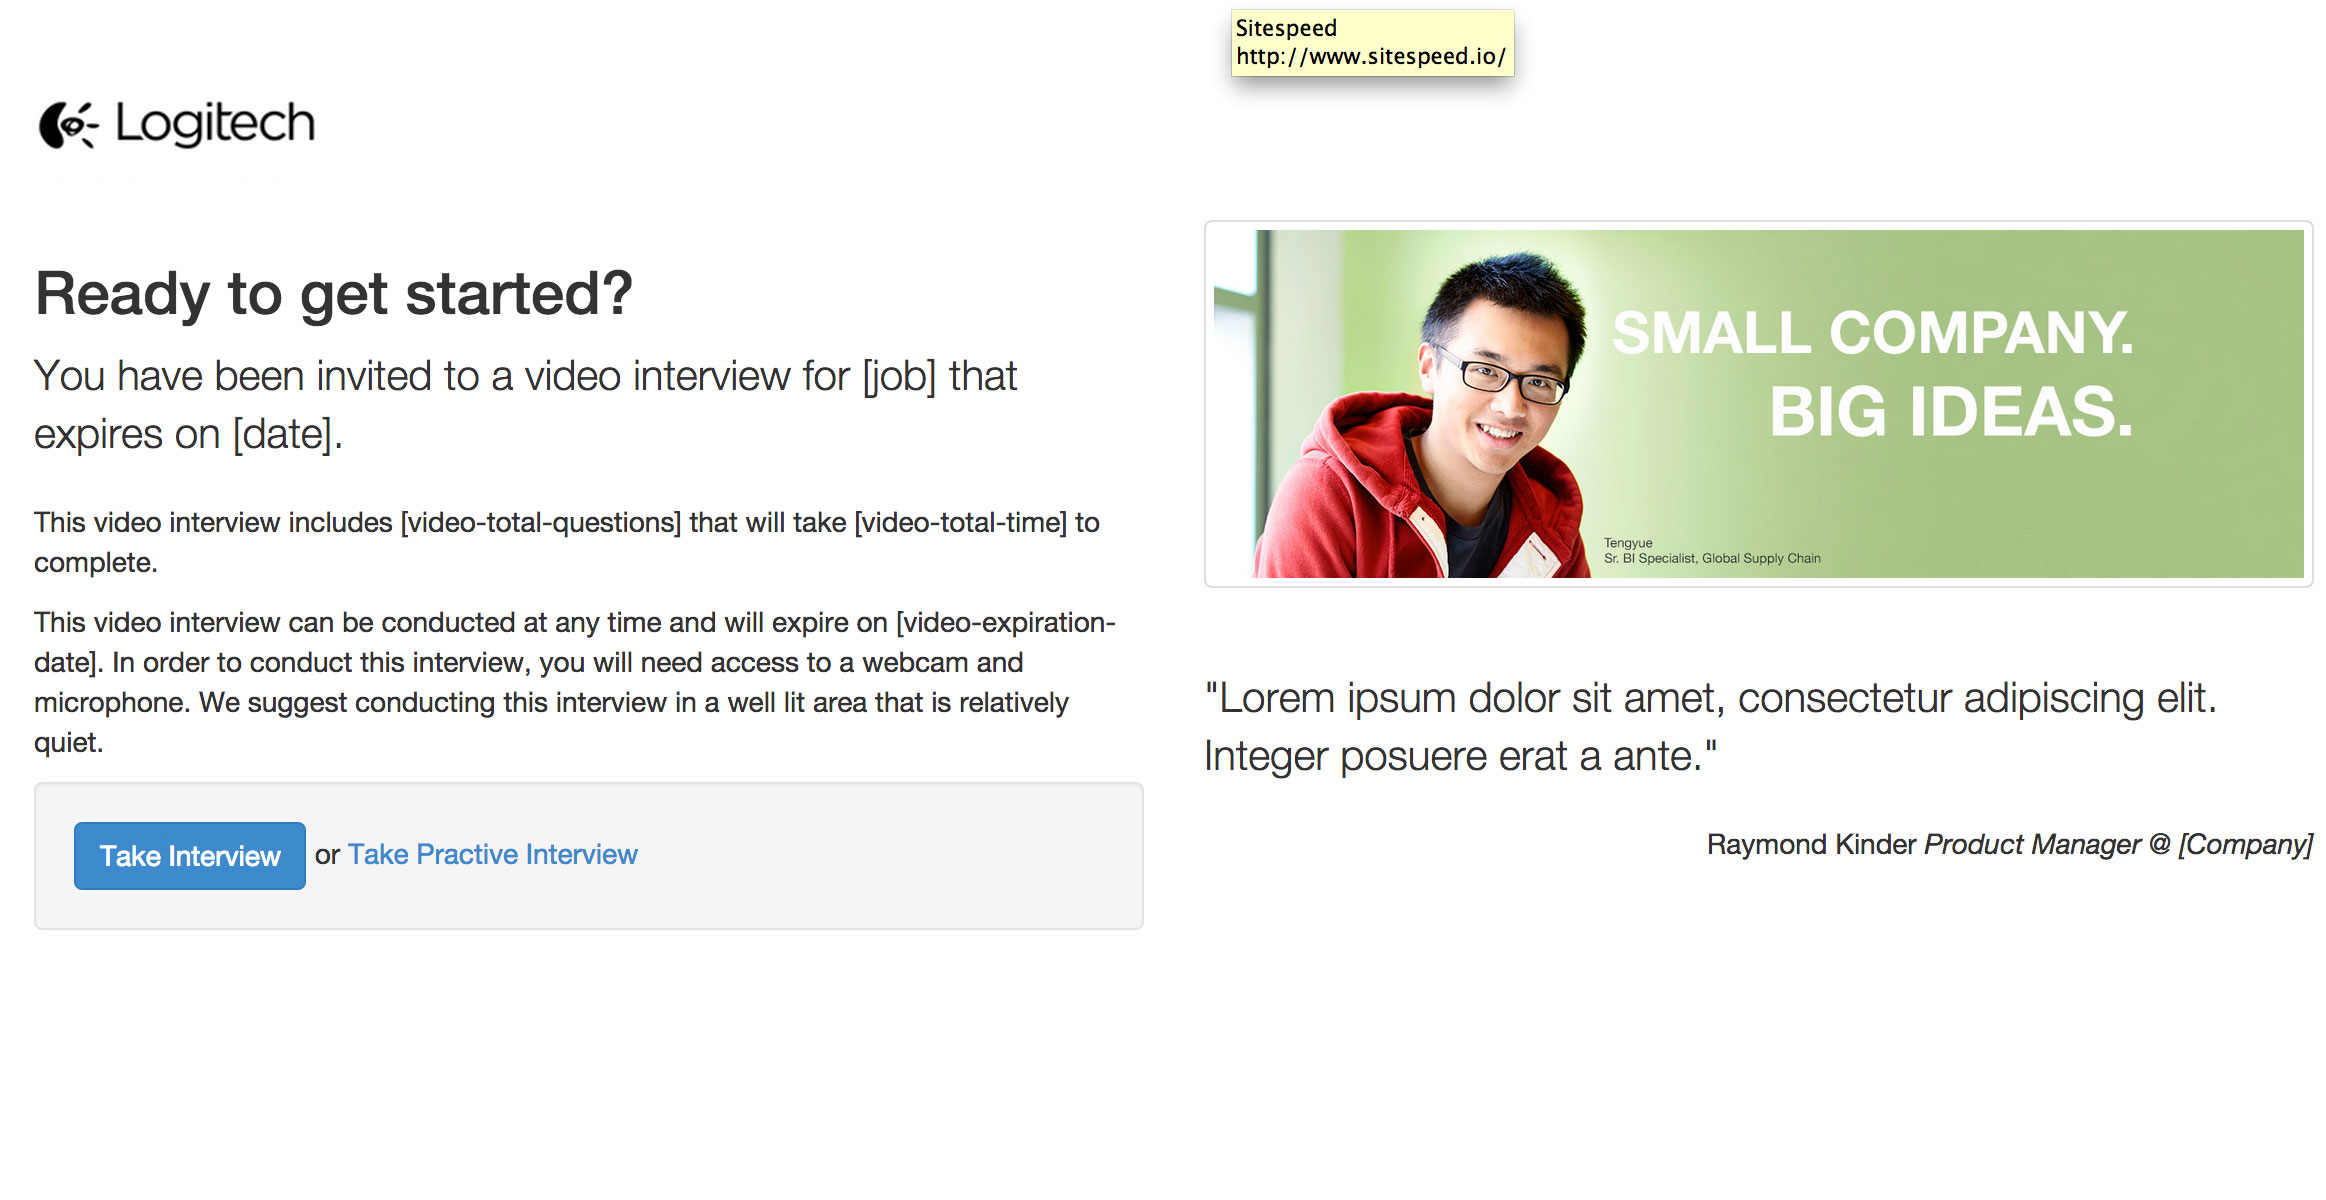 Sitespeed
http://www.sitespeed.io/
Logitech
Ready to get started?
You have been invited to a video interview for [job] that
expires on [date].
This video interview includes [video-total-questions] that will take [video-total-time] to
complete.
This video interview can be conducted at any time and will expire on [video-expiration-
date]. In order to conduct this interview, you will need access to a webcam and
microphone. We suggest conducting this interview in a well lit area that is relatively
quiet.
Take Interview or Take Practive Interview
SMALL COMPANY.
BIG IDEAS.
Tengyue
Sr. BI Specialist, Global Supply Chain
"Lorem ipsum dolor sit amet, consectetur adipiscing elit.
Integer posuere erat a ante."
Raymond Kinder Product Manager @ [Company]